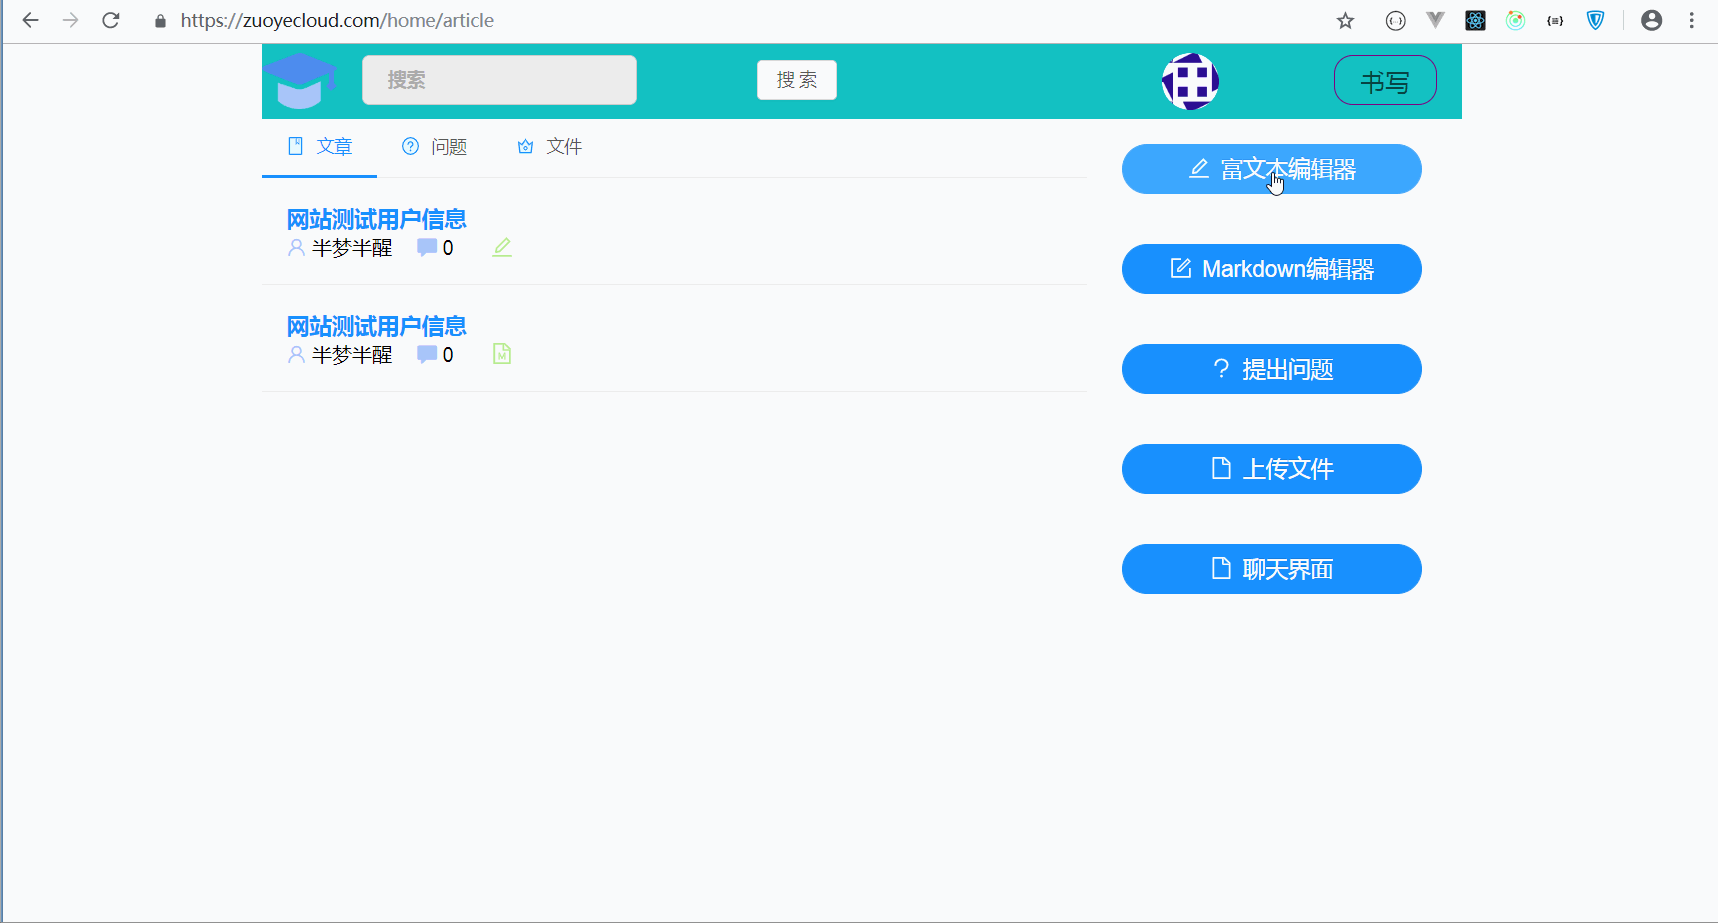 https://zuoyecloud.com/home/article
搜索
搜 索
书写
文章
问题
文件
网站测试用户信息
半梦半醒
0
网站测试用户信息
半梦半醒
0
富文本编辑器
Markdown编辑器
提出问题
上传文件
聊天界面